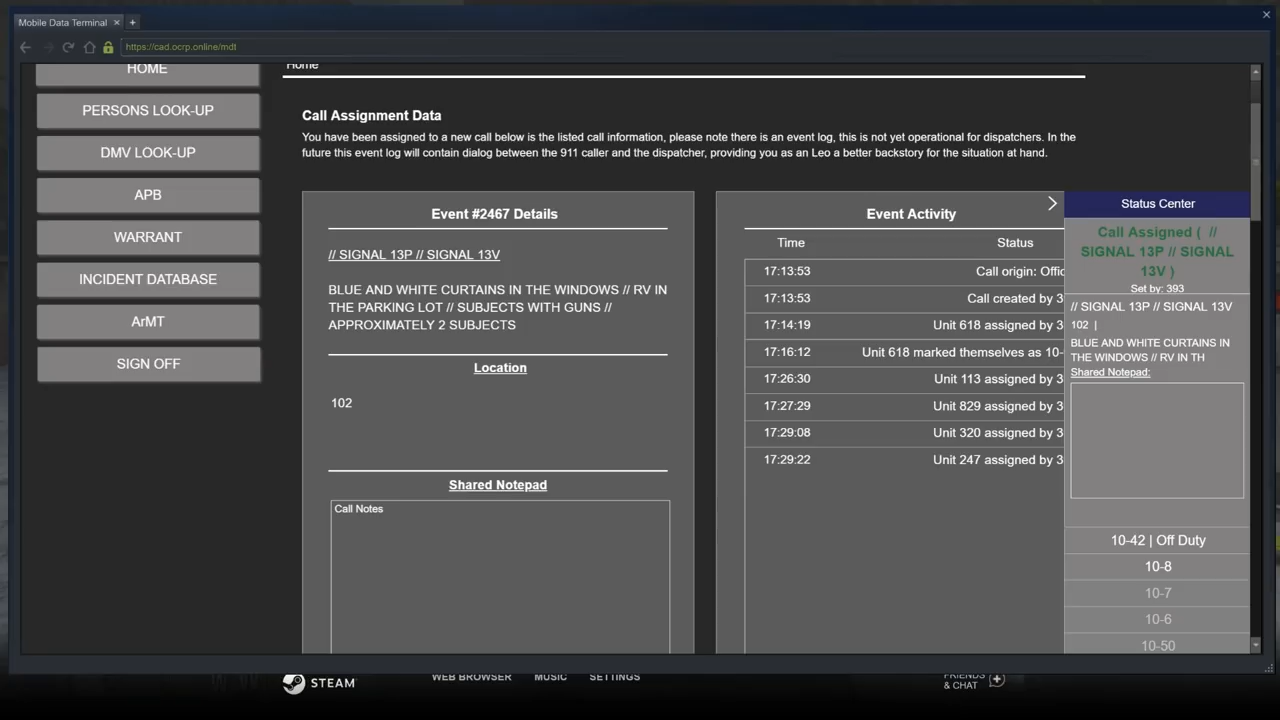 Mobile Data Terminal
https://cad.ocrp.online/mdt
HOME
PERSONS LOOK-UP
DMV LOOK-UP
APB
WARRANT
INCIDENT DATABASE
ArMT
SIGN OFF
Home
Call Assignment Data
You have been assigned to a new call below is the listed call information, please note there is an event log, this is not yet operational for dispatchers. In the
future this event log will contain dialog between the 911 caller and the dispatcher, providing you as an Leo a better backstory for the situation at hand.
Event #2467 Details
// SIGNAL 13P // SIGNAL 13V
BLUE AND WHITE CURTAINS IN THE WINDOWS // RV IN
THE PARKING LOT // SUBJECTS WITH GUNS //
APPROXIMATELY 2 SUBJECTS
Location
102
Shared Notepad
Call Notes
Event Activity
Time Status
17:13:53 Call origin: Offic
17:13:53 Call created by 3
17:14:19 Unit 618 assigned by 3
17:16:12 Unit 618 marked themselves as 10-
17:26:30 Unit 113 assigned by 3
17:27:29 Unit 829 assigned by 3
17:29:08 Unit 320 assigned by 3
17:29:22 Unit 247 assigned by 3
Status Center
Call Assigned ( //
SIGNAL 13P // SIGNAL
13V )
Set by: 393
// SIGNAL 13P // SIGNAL 13V
102 |
BLUE AND WHITE CURTAINS IN
THE WINDOWS // RV IN TH
Shared Notepad:
10-42 | Off Duty
10-8
10-7
10-6
10-50
STEAM
WEB BROWSER MUSIC SETTINGS
FRIENDS
& CHAT